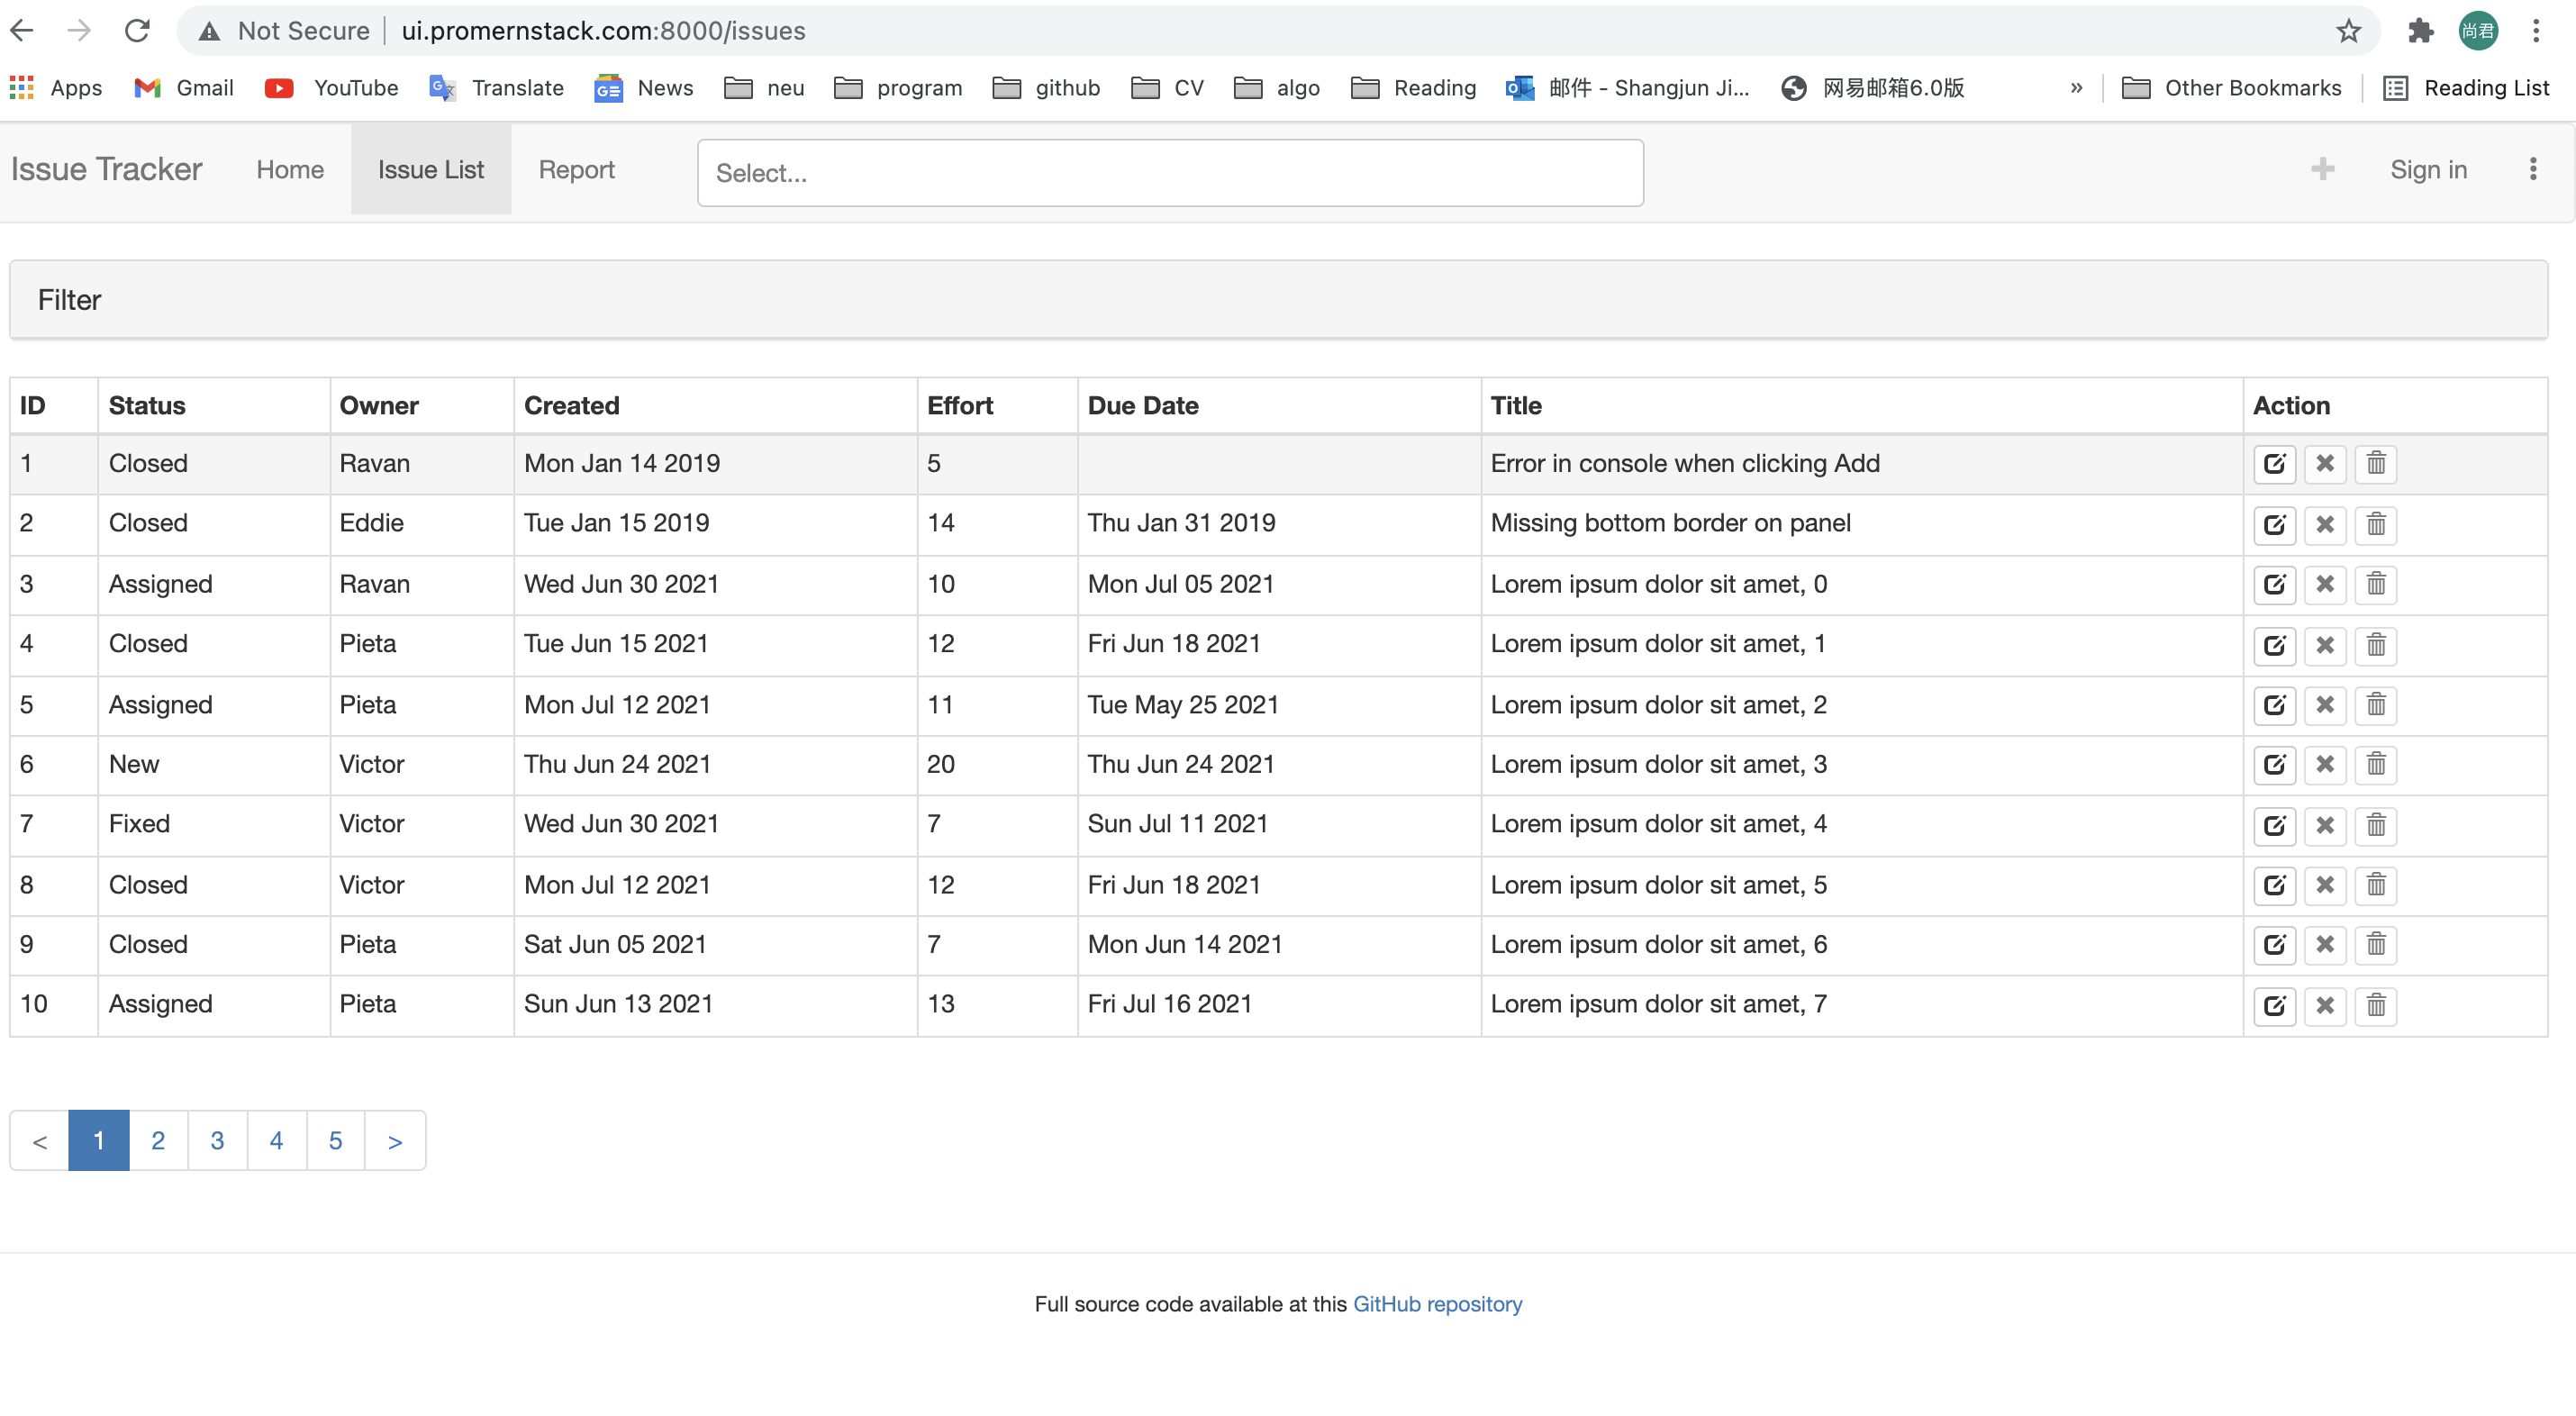 Not Secure ui.promernstack.com:8000/issues 尚君
Apps Gmail YouTube Translate News neu program github CV algo Reading 邮件 - Shangjun Ji... 网易邮箱6.0版 » Other Bookmarks Reading List
Issue Tracker Home Issue List Report Select... Sign in
Filter
ID Status Owner Created Effort Due Date Title Action
1 Closed Ravan Mon Jan 14 2019 5 Error in console when clicking Add
2 Closed Eddie Tue Jan 15 2019 14 Thu Jan 31 2019 Missing bottom border on panel
3 Assigned Ravan Wed Jun 30 2021 10 Mon Jul 05 2021 Lorem ipsum dolor sit amet, 0
4 Closed Pieta Tue Jun 15 2021 12 Fri Jun 18 2021 Lorem ipsum dolor sit amet, 1
5 Assigned Pieta Mon Jul 12 2021 11 Tue May 25 2021 Lorem ipsum dolor sit amet, 2
6 New Victor Thu Jun 24 2021 20 Thu Jun 24 2021 Lorem ipsum dolor sit amet, 3
7 Fixed Victor Wed Jun 30 2021 7 Sun Jul 11 2021 Lorem ipsum dolor sit amet, 4
8 Closed Victor Mon Jul 12 2021 12 Fri Jun 18 2021 Lorem ipsum dolor sit amet, 5
9 Closed Pieta Sat Jun 05 2021 7 Mon Jun 14 2021 Lorem ipsum dolor sit amet, 6
10 Assigned Pieta Sun Jun 13 2021 13 Fri Jul 16 2021 Lorem ipsum dolor sit amet, 7
< 1 2 3 4 5 >
Full source code available at this GitHub repository